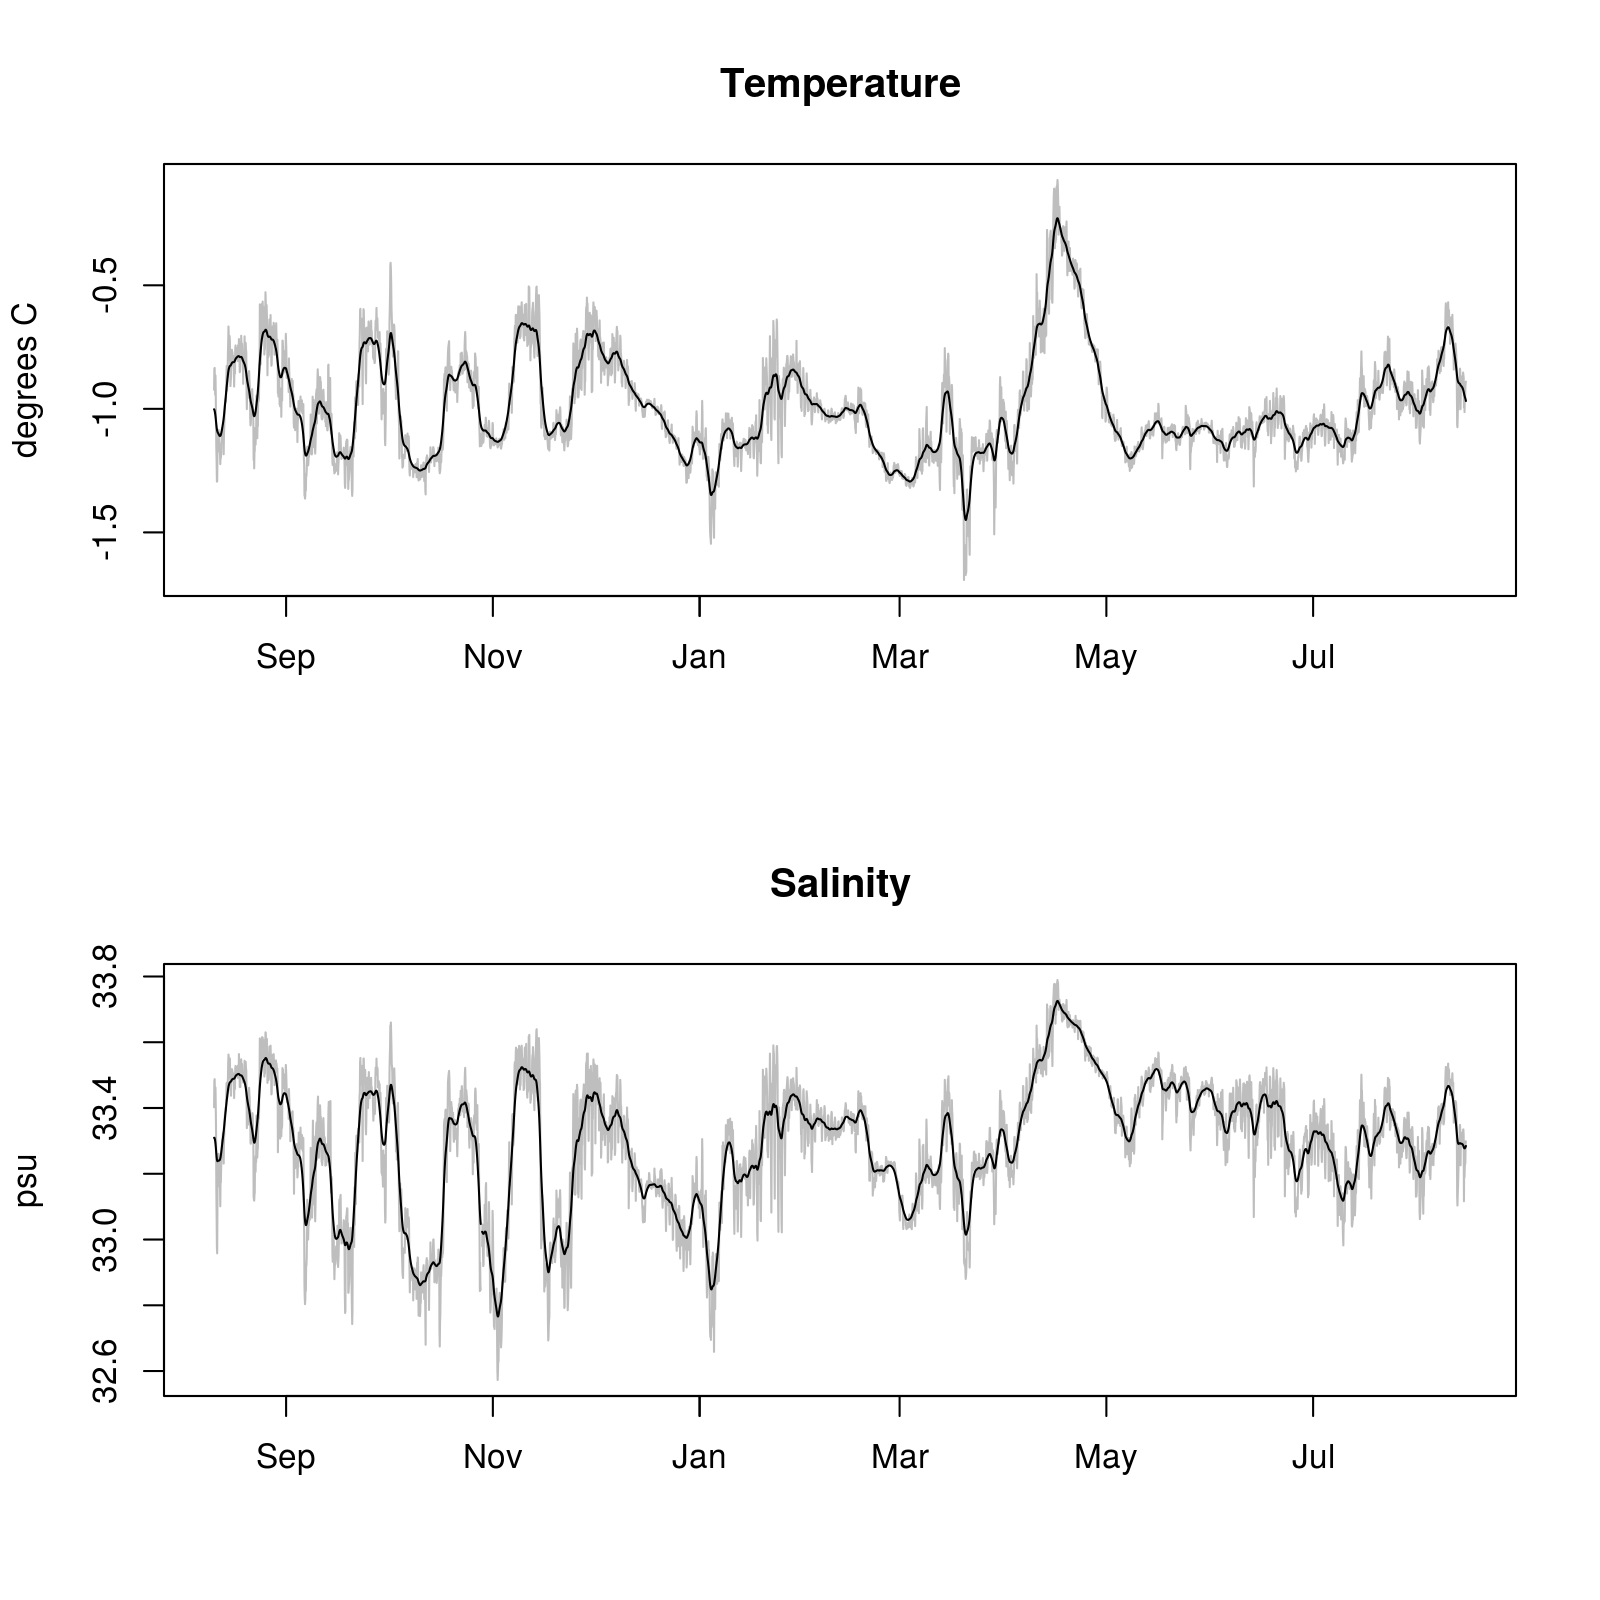 Temperature
degrees C
-0.5
-1.0
-1.5
Sep Nov Jan Mar May Jul
Salinity
psu
33.8
33.4
33.0
32.6
Sep Nov Jan Mar May Jul